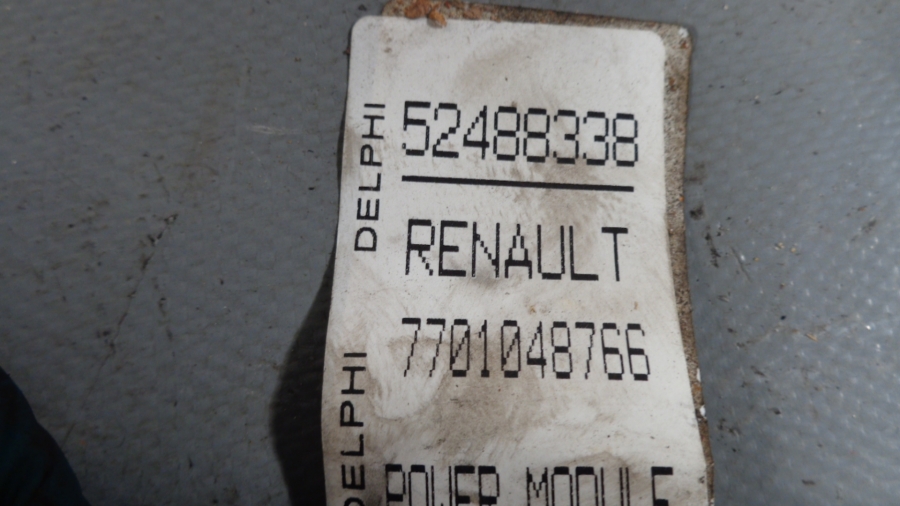 52488338
DELPHI
RENAULT
7701048766
DELPHI
POWER MODULE